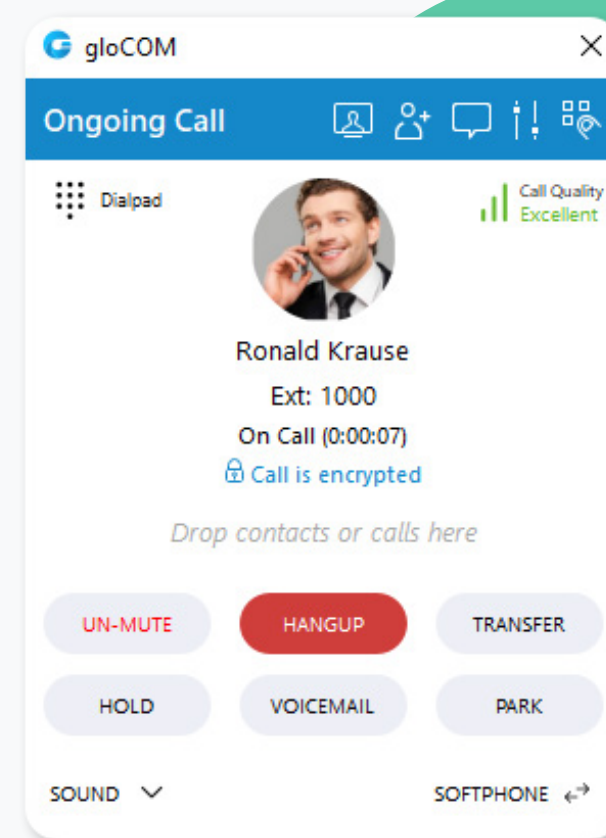 gloCOM
Ongoing Call
Dialpad
Call Quality
Excellent
Ronald Krause
Ext: 1000
On Call (0:00:07)
Call is encrypted
Drop contacts or calls here
UN-MUTE HANGUP TRANSFER
HOLD VOICEMAIL PARK
SOUND SOFTPHONE